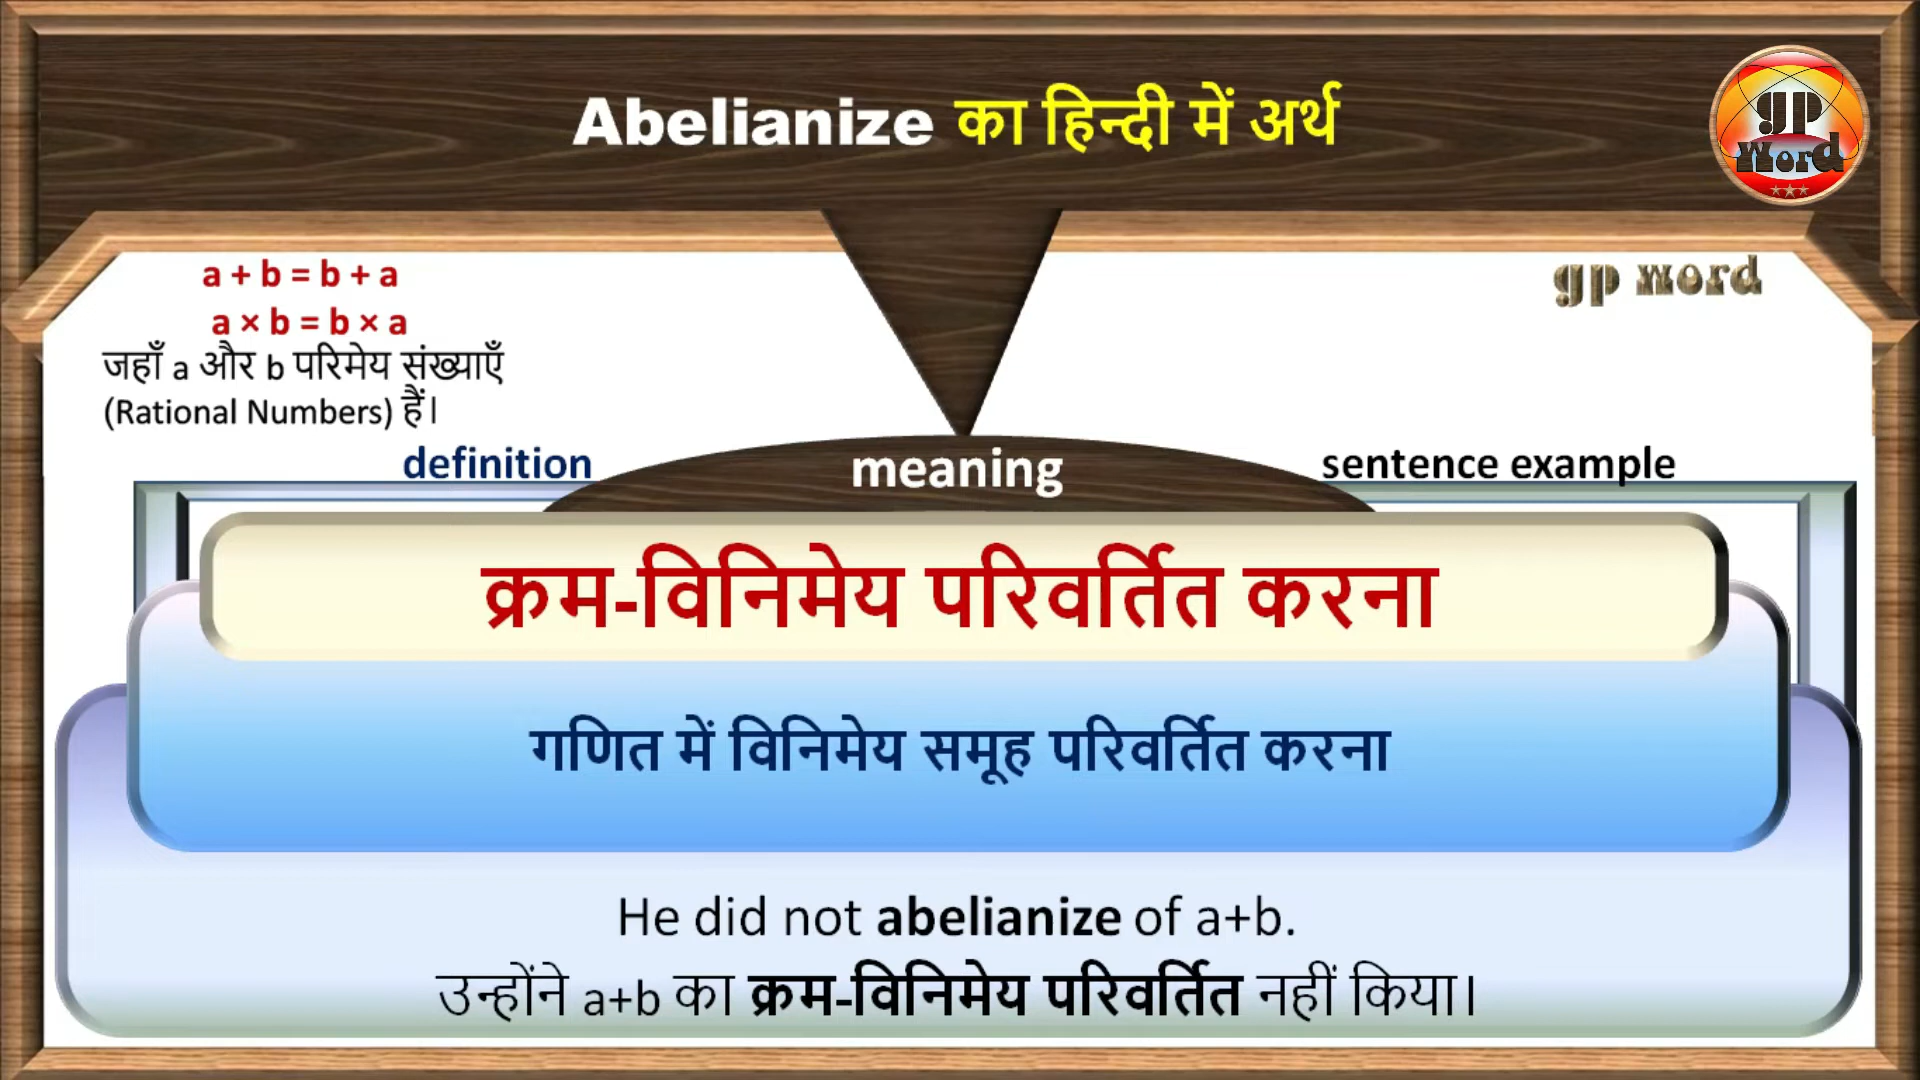 Abelianize का हिन्दी में अर्थ
gp
word
a + b = b + a
a × b = b × a
जहाँ a और b परिमेय संख्याएँ
(Rational Numbers) हैं।
gp word
definition
meaning
sentence example
क्रम-विनिमेय परिवर्तित करना
गणित में विनिमेय समूह परिवर्तित करना
He did not abelianize of a+b.
उन्होंने a+b का क्रम-विनिमेय परिवर्तित नहीं किया।